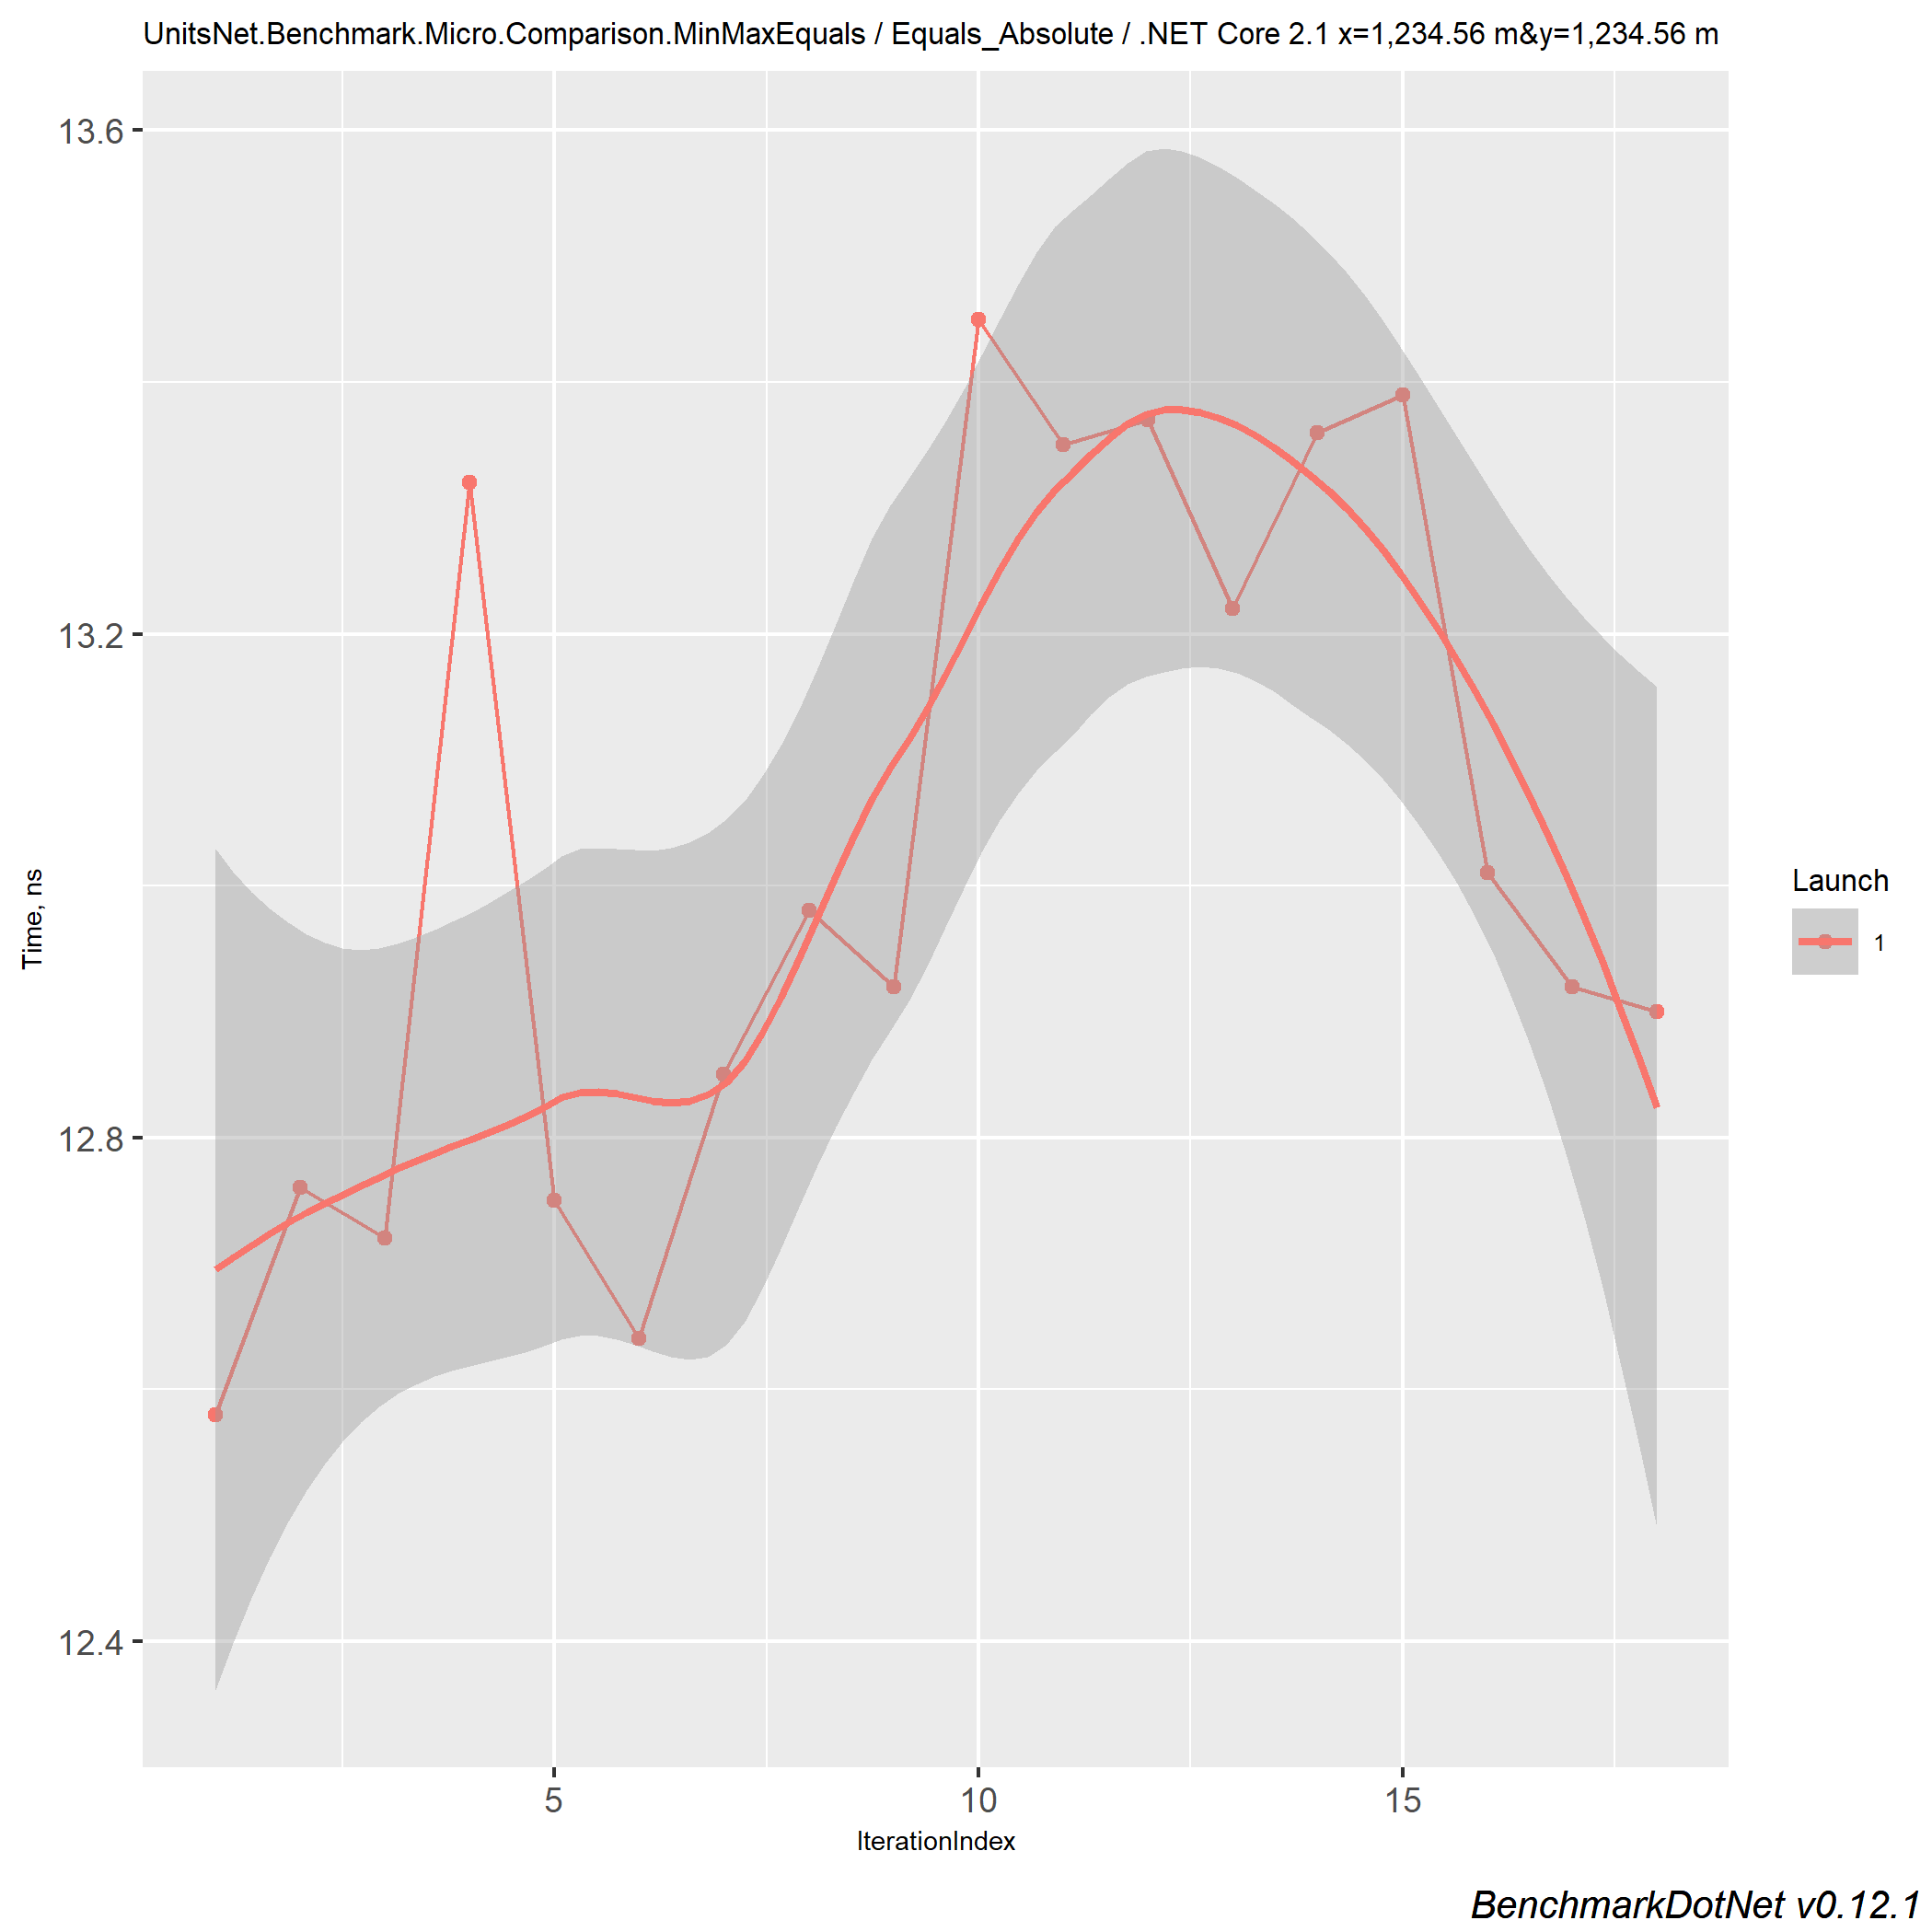 UnitsNet.Benchmark.Micro.Comparison.MinMaxEquals / Equals_Absolute / .NET Core 2.1 x=1,234.56 m&y=1,234.56 m
13.6
13.2
12.8
12.4
Time, ns
5
10
15
IterationIndex
Launch
1
BenchmarkDotNet v0.12.1